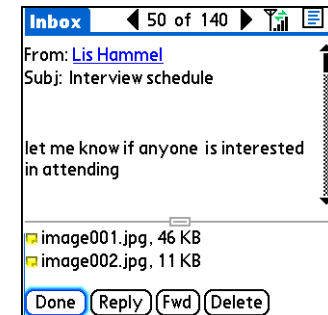 Inbox 50 of 140
From: Lis Hammel
Subj: Interview schedule
let me know if anyone is interested
in attending
image001.jpg, 46 KB
image002.jpg, 11 KB
Done Reply Fwd Delete